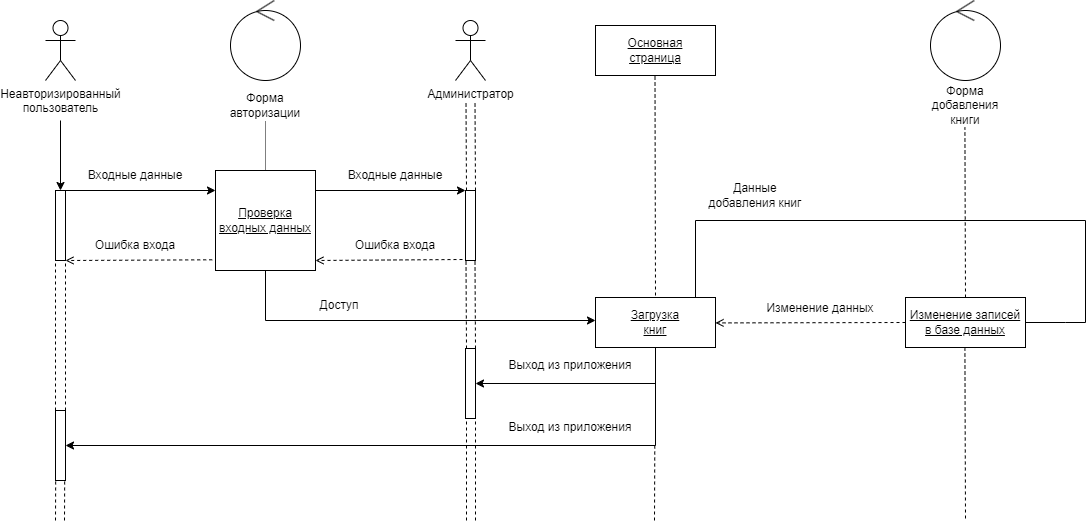 Неавторизированный
пользователь
Форма
авторизации
Администратор
Основная
страница
Форма
добавления
книги
Входные данные
Входные данные
Проверка
входных данных
Данные
добавления книг
Ошибка входа
Ошибка входа
Доступ
Загрузка
книг
Изменение данных
Изменение записей
в базе данных
Выход из приложения
Выход из приложения